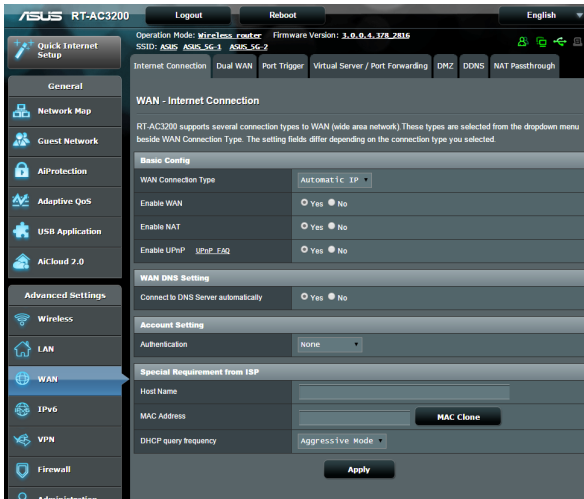 ASUS RT-AC3200 Logout Reboot English
Operation Mode: Wireless router Firmware Version: 3.0.0.4.378_2816
SSID: ASUS ASUS_5G-1 ASUS_5G-2
Quick Internet Setup
Internet Connection Dual WAN Port Trigger Virtual Server / Port Forwarding DMZ DDNS NAT Passthrough
General
Network Map
Guest Network
AiProtection
Adaptive QoS
USB Application
AiCloud 2.0
Advanced Settings
Wireless
LAN
WAN
IPv6
VPN
Firewall
Administration
WAN - Internet Connection
RT-AC3200 supports several connection types to WAN (wide area network).These types are selected from the dropdown menu
beside WAN Connection Type. The setting fields differ depending on the connection type you selected.
Basic Config
WAN Connection Type Automatic IP
Enable WAN Yes No
Enable NAT Yes No
Enable UPnP UPnP FAQ Yes No
WAN DNS Setting
Connect to DNS Server automatically Yes No
Account Setting
Authentication None
Special Requirement from ISP
Host Name
MAC Address MAC Clone
DHCP query frequency Aggressive Mode
Apply